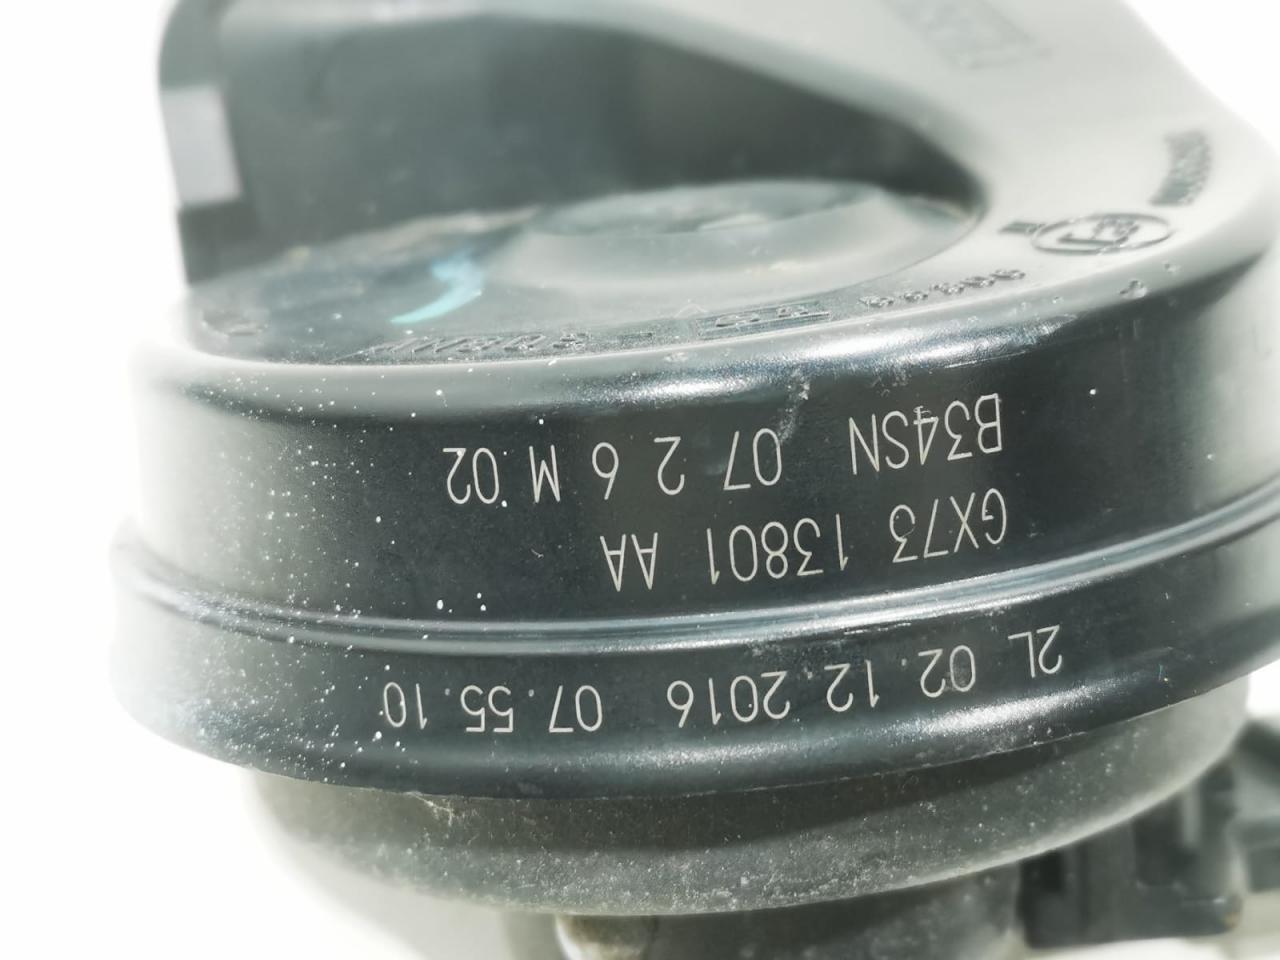 2L 02.12.2016 07.55.10
GX73 13801 AA
B34SN 07 2 6 M 02